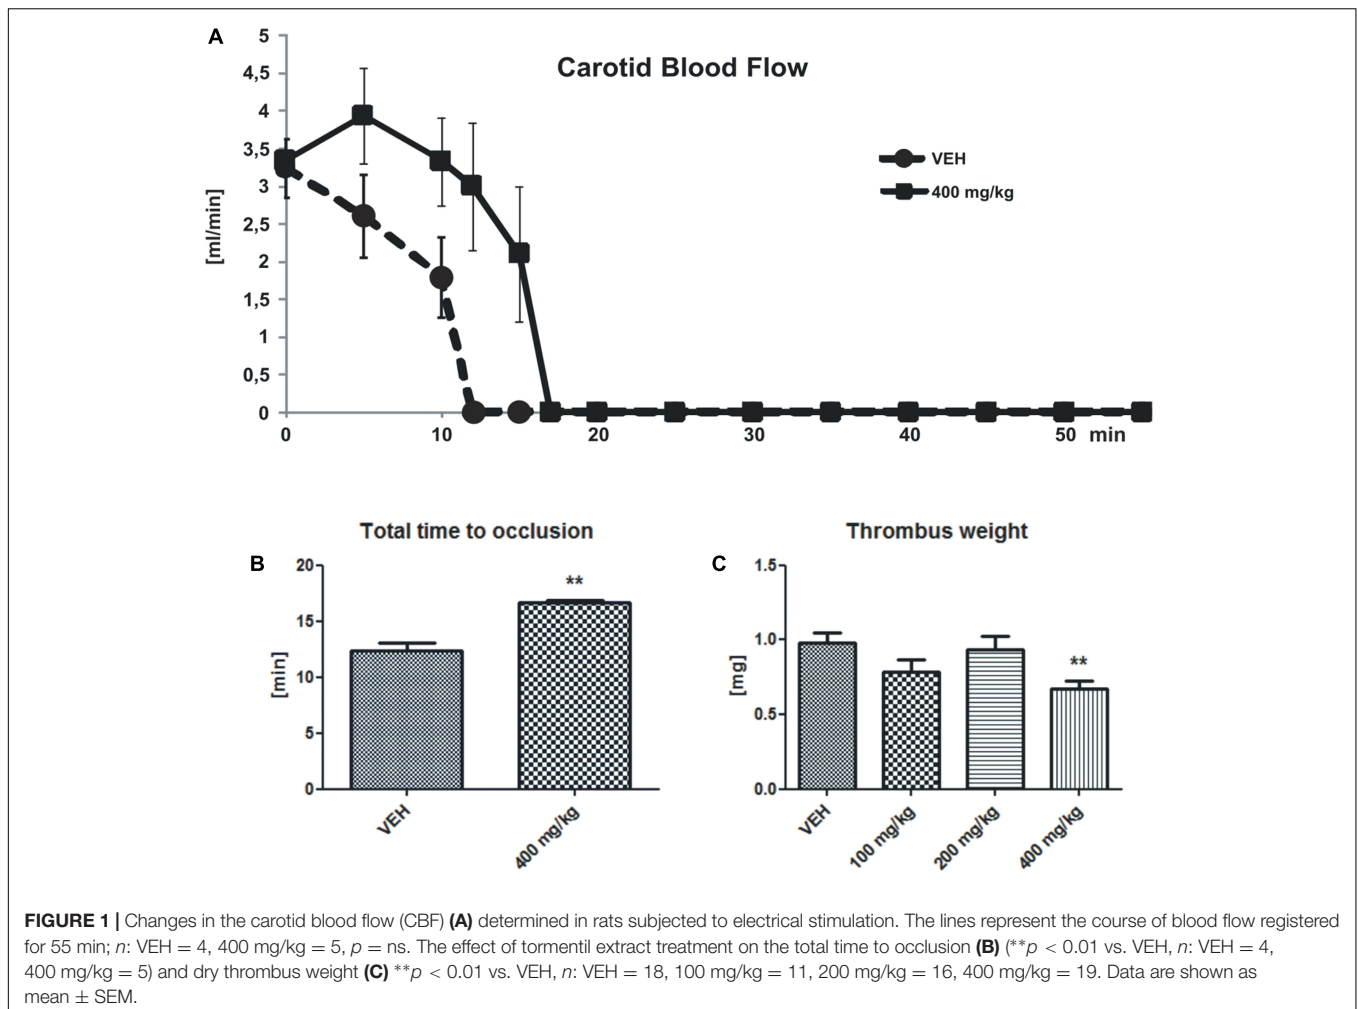 A
Carotid Blood Flow
5
4,5
4
3,5
3
2,5
2
1,5
1
0,5
0
[ml/min]
VEH
400 mg/kg
0 10 20 30 40 50 min
B
Total time to occlusion
20
15
10
5
0
[min]
**
VEH
400 mg/kg
C
Thrombus weight
1.5
1.0
0.5
0.0
[mg]
**
VEH
100 mg/kg
200 mg/kg
400 mg/kg
FIGURE 1 | Changes in the carotid blood flow (CBF) (A) determined in rats subjected to electrical stimulation. The lines represent the course of blood flow registered
for 55 min; n: VEH = 4, 400 mg/kg = 5, p = ns. The effect of tormentil extract treatment on the total time to occlusion (B) (**p < 0.01 vs. VEH, n: VEH = 4,
400 mg/kg = 5) and dry thrombus weight (C) **p < 0.01 vs. VEH, n: VEH = 18, 100 mg/kg = 11, 200 mg/kg = 16, 400 mg/kg = 19. Data are shown as
mean ± SEM.